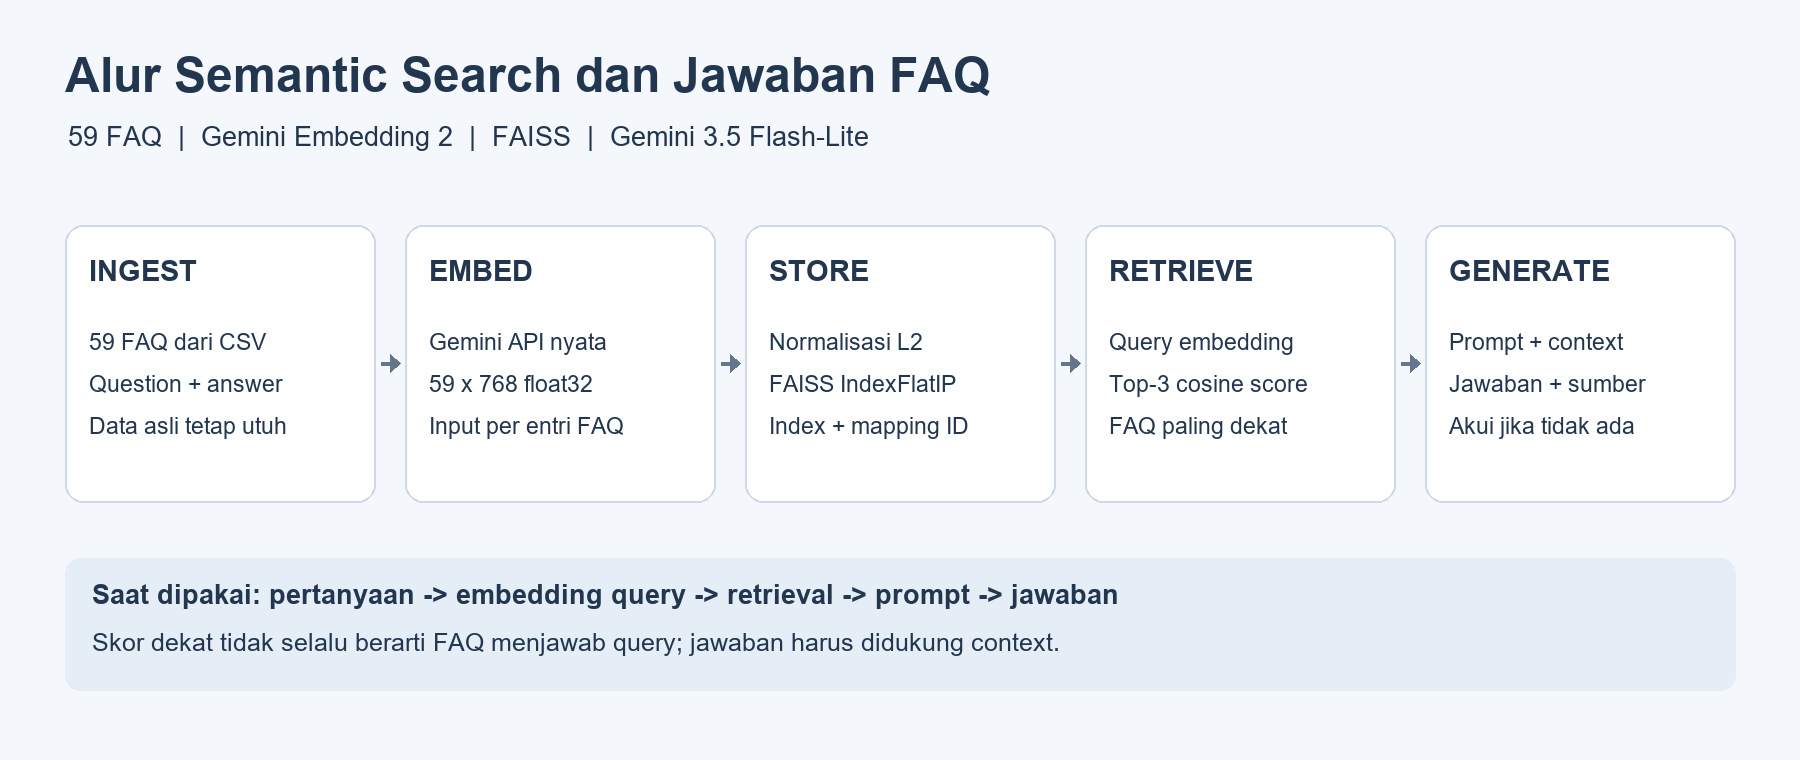 Alur Semantic Search dan Jawaban FAQ
59 FAQ | Gemini Embedding 2 | FAISS | Gemini 3.5 Flash-Lite
INGEST
59 FAQ dari CSV
Question + answer
Data asli tetap utuh
EMBED
Gemini API nyata
59 x 768 float32
Input per entri FAQ
STORE
Normalisasi L2
FAISS IndexFlatIP
Index + mapping ID
RETRIEVE
Query embedding
Top-3 cosine score
FAQ paling dekat
GENERATE
Prompt + context
Jawaban + sumber
Akui jika tidak ada
Saat dipakai: pertanyaan -> embedding query -> retrieval -> prompt -> jawaban
Skor dekat tidak selalu berarti FAQ menjawab query; jawaban harus didukung context.